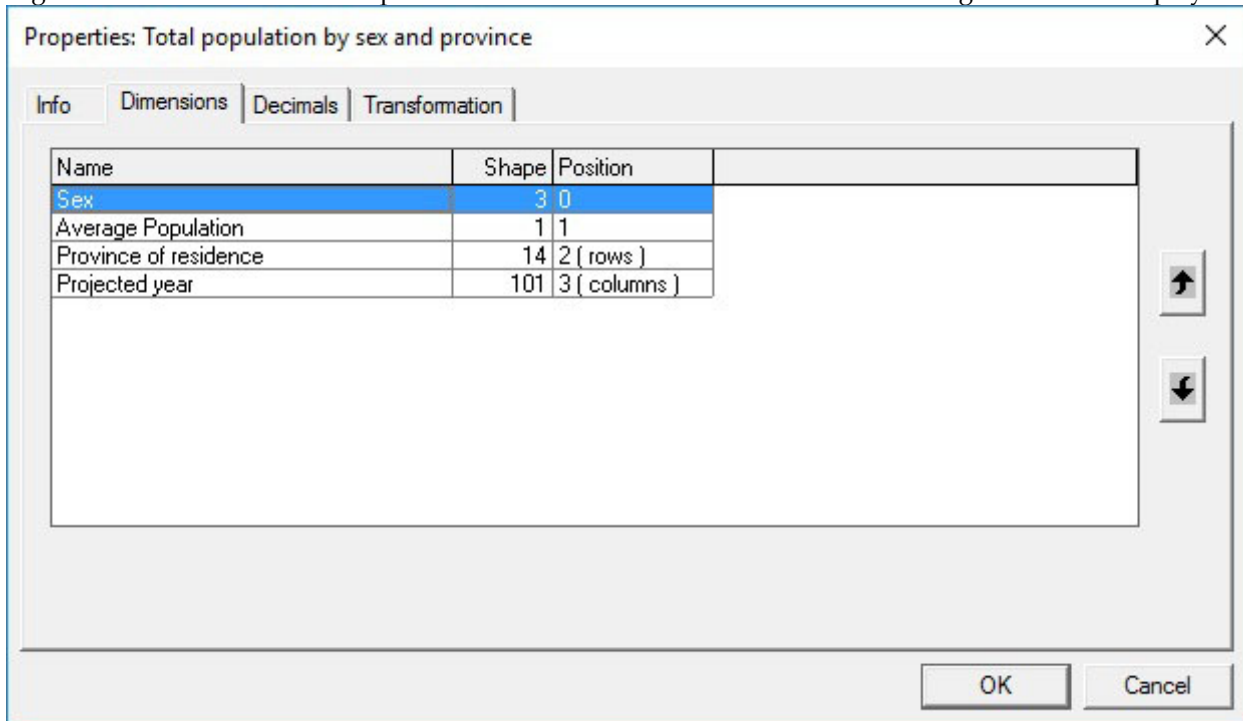 Properties: Total population by sex and province
Info Dimensions Decimals Transformation
Name Shape Position
Sex 3 0
Average Population 1 1
Province of residence 14 2 ( rows )
Projected year 101 3 ( columns )
OK Cancel